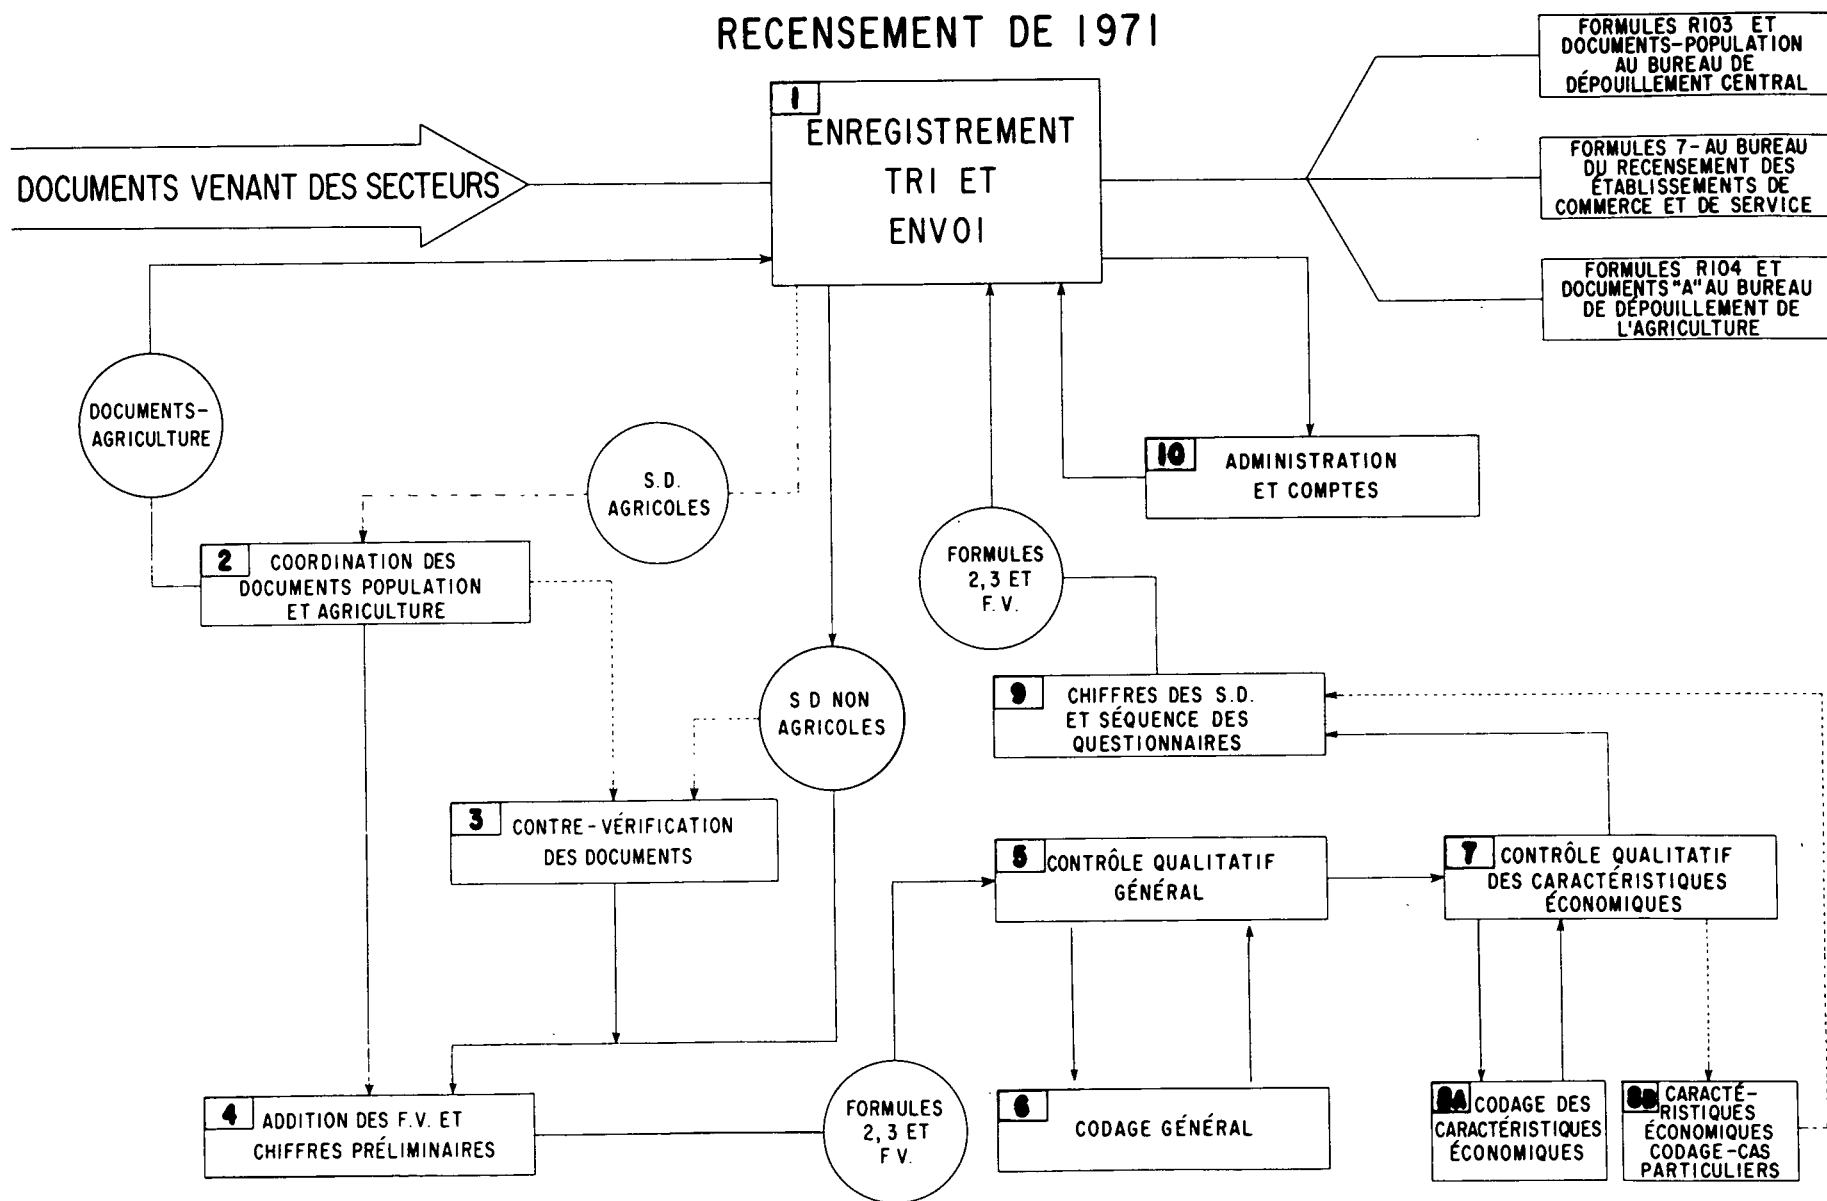 RECENSEMENT DE 1971
FORMULES R103 ET
DOCUMENTS-POPULATION
AU BUREAU DE
DÉPOUILLEMENT CENTRAL
1
ENREGISTREMENT
TRI ET
ENVOI
DOCUMENTS VENANT DES SECTEURS
FORMULES 7-AU BUREAU
DU RECENSEMENT DES
ÉTABLISSEMENTS DE
COMMERCE ET DE SERVICE
FORMULES R104 ET
DOCUMENTS "A" AU BUREAU
DE DÉPOUILLEMENT DE
L'AGRICULTURE
DOCUMENTS-
AGRICULTURE
S.D.
AGRICOLES
10
ADMINISTRATION
ET COMPTES
2
COORDINATION DES
DOCUMENTS POPULATION
ET AGRICULTURE
FORMULES
2, 3 ET
F.V.
S D NON
AGRICOLES
9
CHIFFRES DES S.D.
ET SÉQUENCE DES
QUESTIONNAIRES
3
CONTRE-VÉRIFICATION
DES DOCUMENTS
5
CONTRÔLE QUALITATIF
GÉNÉRAL
7
CONTRÔLE QUALITATIF
DES CARACTÉRISTIQUES
ÉCONOMIQUES
4
ADDITION DES F.V. ET
CHIFFRES PRÉLIMINAIRES
FORMULES
2, 3 ET
F V.
6
CODAGE GÉNÉRAL
8A
CODAGE DES
CARACTÉRISTIQUES
ÉCONOMIQUES
8B
CARACTÉ-
RISTIQUES
ÉCONOMIQUES
CODAGE-CAS
PARTICULIERS